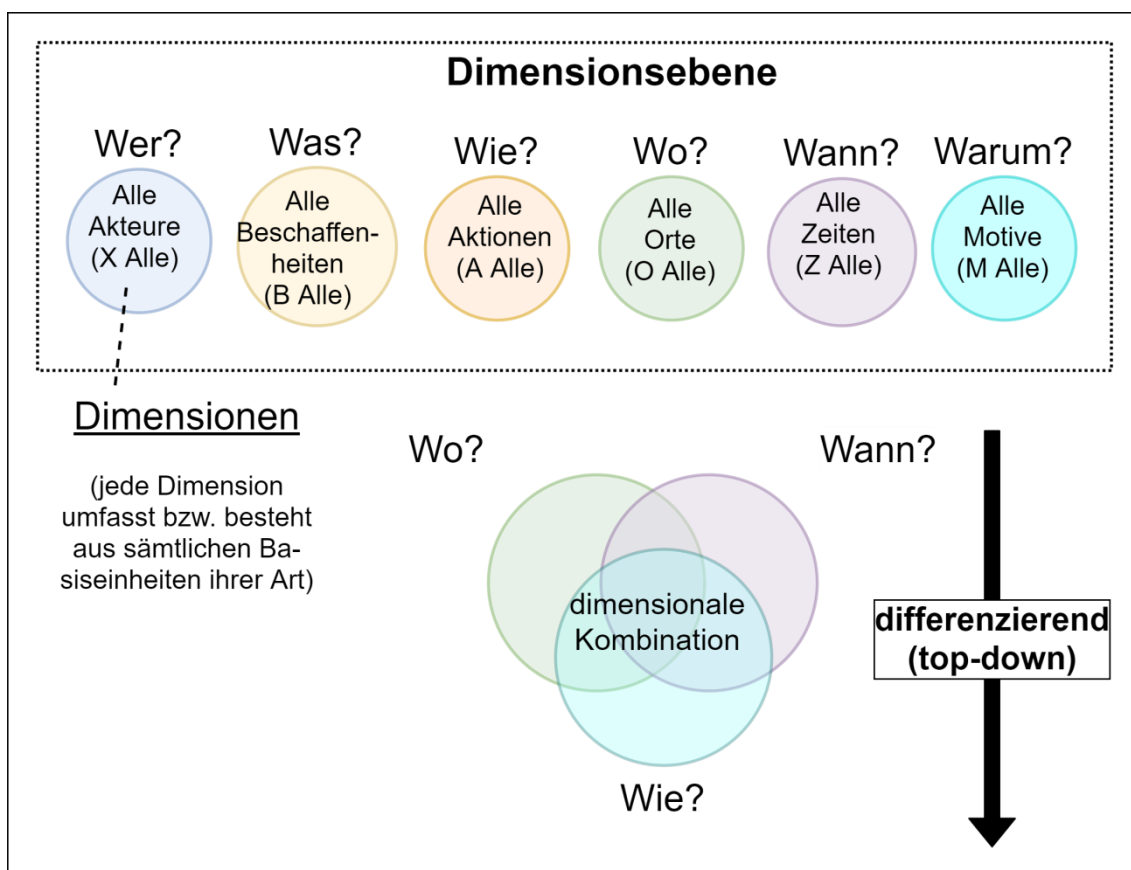 Dimensionsebene
Wer?
Alle
Akteure
(X Alle)
Was?
Alle
Beschaffen-
heiten
(B Alle)
Wie?
Alle
Aktionen
(A Alle)
Wo?
Alle
Orte
(O Alle)
Wann?
Alle
Zeiten
(Z Alle)
Warum?
Alle
Motive
(M Alle)
Dimensionen
(jede Dimension
umfasst bzw. besteht
aus sämtlichen Ba-
siseinheiten ihrer Art)
Wo?
Wann?
dimensionale
Kombination
Wie?
differenzierend
(top-down)